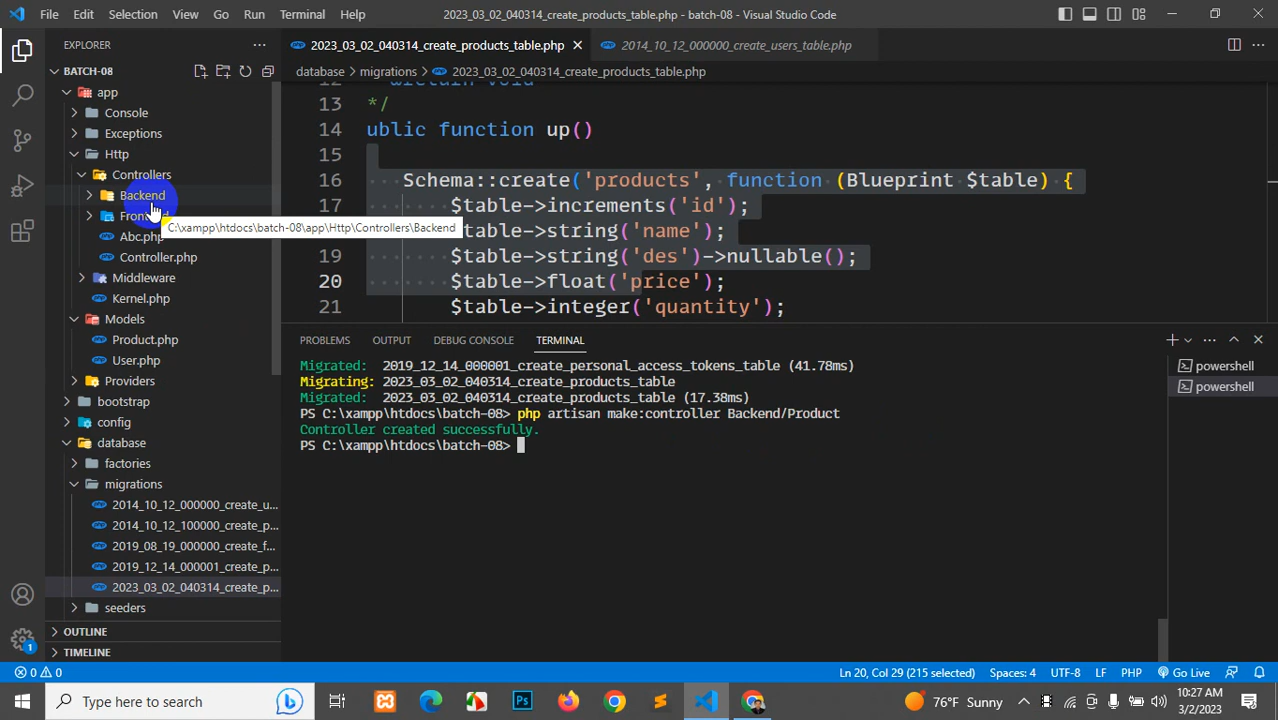 File Edit Selection View Go Run Terminal Help
2023_03_02_040314_create_products_table.php - batch-08 - Visual Studio Code
EXPLORER
2023_03_02_040314_create_products_table.php
2014_10_12_000000_create_users_table.php
BATCH-08
database > migrations > 2023_03_02_040314_create_products_table.php
app
Console
Exceptions
Http
Controllers
Backend
C:\xampp\htdocs\batch-08\app\Http\Controllers\Backend
Abc.php
Controller.php
Middleware
Kernel.php
Models
Product.php
User.php
Providers
bootstrap
config
database
factories
migrations
2014_10_12_000000_create_u...
2014_10_12_100000_create_p...
2019_08_19_000000_create_f...
2019_12_14_000001_create_p...
2023_03_02_040314_create_p...
seeders
OUTLINE
TIMELINE
13 */
14 ublic function up()
15
16 Schema::create('products', function (Blueprint $table) {
17 $table->increments('id');
$table->string('name');
19 $table->string('des')->nullable();
20 $table->float('price');
21 $table->integer('quantity');
PROBLEMS OUTPUT DEBUG CONSOLE TERMINAL
Migrated: 2019_12_14_000001_create_personal_access_tokens_table (41.78ms)
Migrating: 2023_03_02_040314_create_products_table
Migrated: 2023_03_02_040314_create_products_table (17.38ms)
PS C:\xampp\htdocs\batch-08> php artisan make:controller Backend/Product
Controller created successfully.
PS C:\xampp\htdocs\batch-08>
powershell
powershell
1
0 0
Ln 20, Col 29 (215 selected) Spaces: 4 UTF-8 LF PHP Go Live
Type here to search
76°F Sunny
10:27 AM
3/2/2023